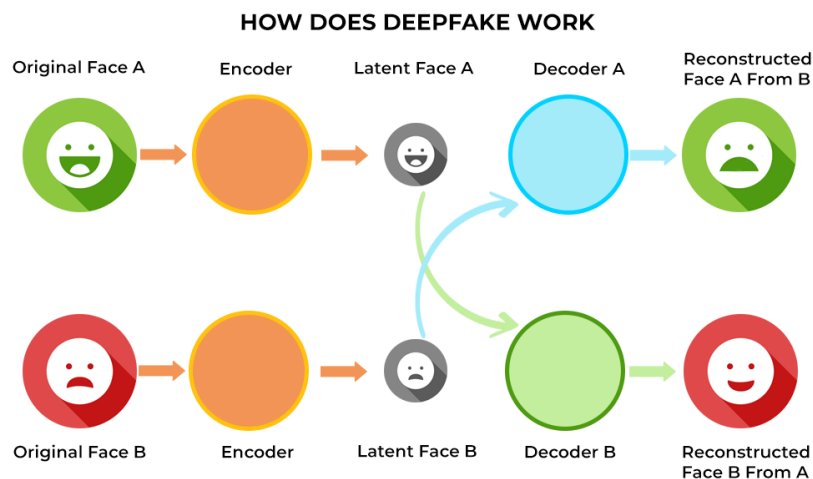 HOW DOES DEEPFAKE WORK
Original Face A
Encoder
Latent Face A
Decoder A
Reconstructed
Face A From B
Original Face B
Encoder
Latent Face B
Decoder B
Reconstructed
Face B From A